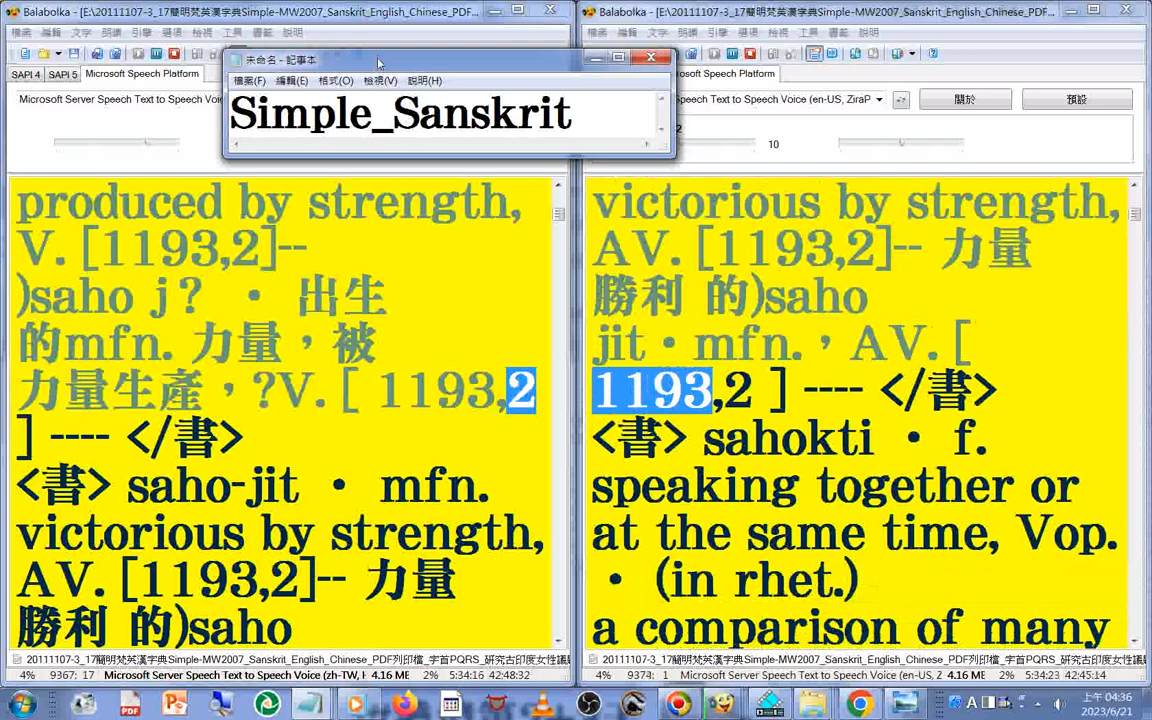 Balabolka - [E:\20111107-3_17簡明梵英漢字典Simple-MW2007_Sanskrit_English_Chinese_PDF...
Balabolka - [E:\20111107-3_17簡明梵英漢字典Simple-MW2007_Sanskrit_English_Chinese_PDF...
檔案 編輯 文字 朗讀 引擎 選項 檢視 工具 書籤 說明
檔案 編輯 文字 朗讀 引擎 選項 檢視 工具 書籤 說明
未命名 - 記事本
檔案(F) 編輯(E) 格式(O) 檢視(V) 說明(H)
Simple_Sanskrit
SAPI 4 SAPI 5 Microsoft Speech Platform
Speech Platform
Microsoft Server Speech Text to Speech Voi
Speech Text to Speech Voice (en-US, ZiraP
關於 預設
2
10
produced by strength,
V. [1193,2]--
)saho j? · 出生
的mfn. 力量，被
力量生產，?V. [ 1193,2
] ---- </書>
<書> saho-jit · mfn.
victorious by strength,
AV. [1193,2]-- 力量
勝利 的)saho
victorious by strength,
AV. [1193,2]-- 力量
勝利 的)saho
jit·mfn.，AV. [
1193,2 ] ---- </書>
<書> sahokti · f.
speaking together or
at the same time, Vop.
· (in rhet.)
a comparison of many
20111107-3_17簡明梵英漢字典Simple-MW2007_Sanskrit_English_Chinese_PDF列印檔_字首PQRS_研究古印度女性議
20111107-3_17簡明梵英漢字典Simple-MW2007_Sanskrit_English_Chinese_PDF列印檔_字首PQRS_研究古印度女性議
4% 9367; 17 Microsoft Server Speech Text to Speech Voice (zh-TW, H 4.16 MB 2% 5:34:16 42:48:32
4% 9374; 1 Microsoft Server Speech Text to Speech Voice (en-US, Z 4.16 MB 2% 5:34:23 42:45:14
上午 04:36
2023/6/21